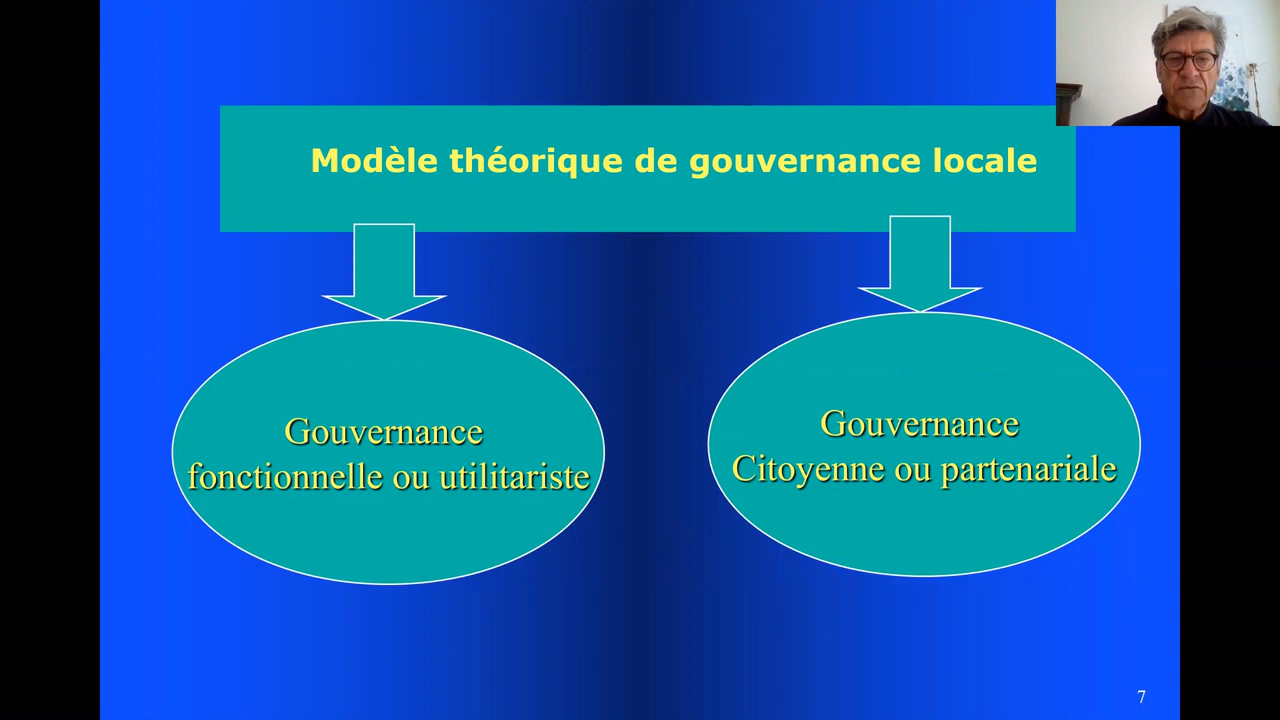 Modèle théorique de gouvernance locale
Gouvernance
fonctionnelle ou utilitariste
Gouvernance
Citoyenne ou partenariale
7